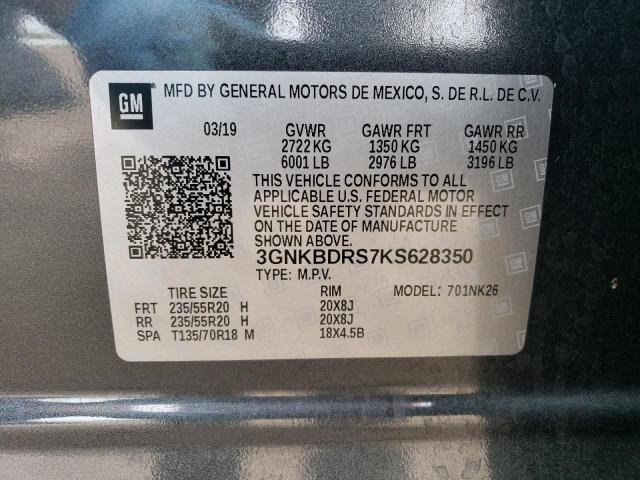 GM MFD BY GENERAL MOTORS DE MEXICO, S. DE R.L. DE C.V.
03/19 GVWR GAWR FRT GAWR RR
2722 KG 1350 KG 1450 KG
6001 LB 2976 LB 3196 LB
THIS VEHICLE CONFORMS TO ALL
APPLICABLE U.S. FEDERAL MOTOR
VEHICLE SAFETY STANDARDS IN EFFECT
ON THE DATE OF MANUFACTURE
SHOWN ABOVE.
3GNKBDRS7KS628350
TYPE: M.P.V.
TIRE SIZE RIM MODEL: 701NK26
FRT 235/55R20 H 20X8J
RR 235/55R20 H 20X8J
SPA T135/70R18 M 18X4.5B